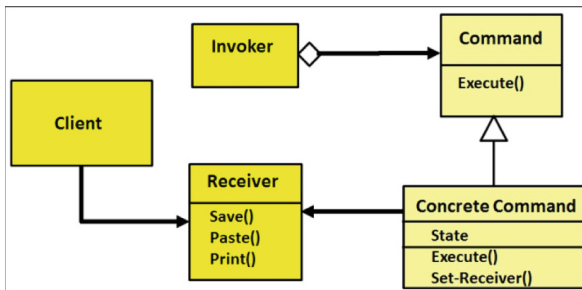 Invoker
Command
Execute()
Client
Receiver
Save()
Paste()
Print()
Concrete Command
State
Execute()
Set-Receiver()